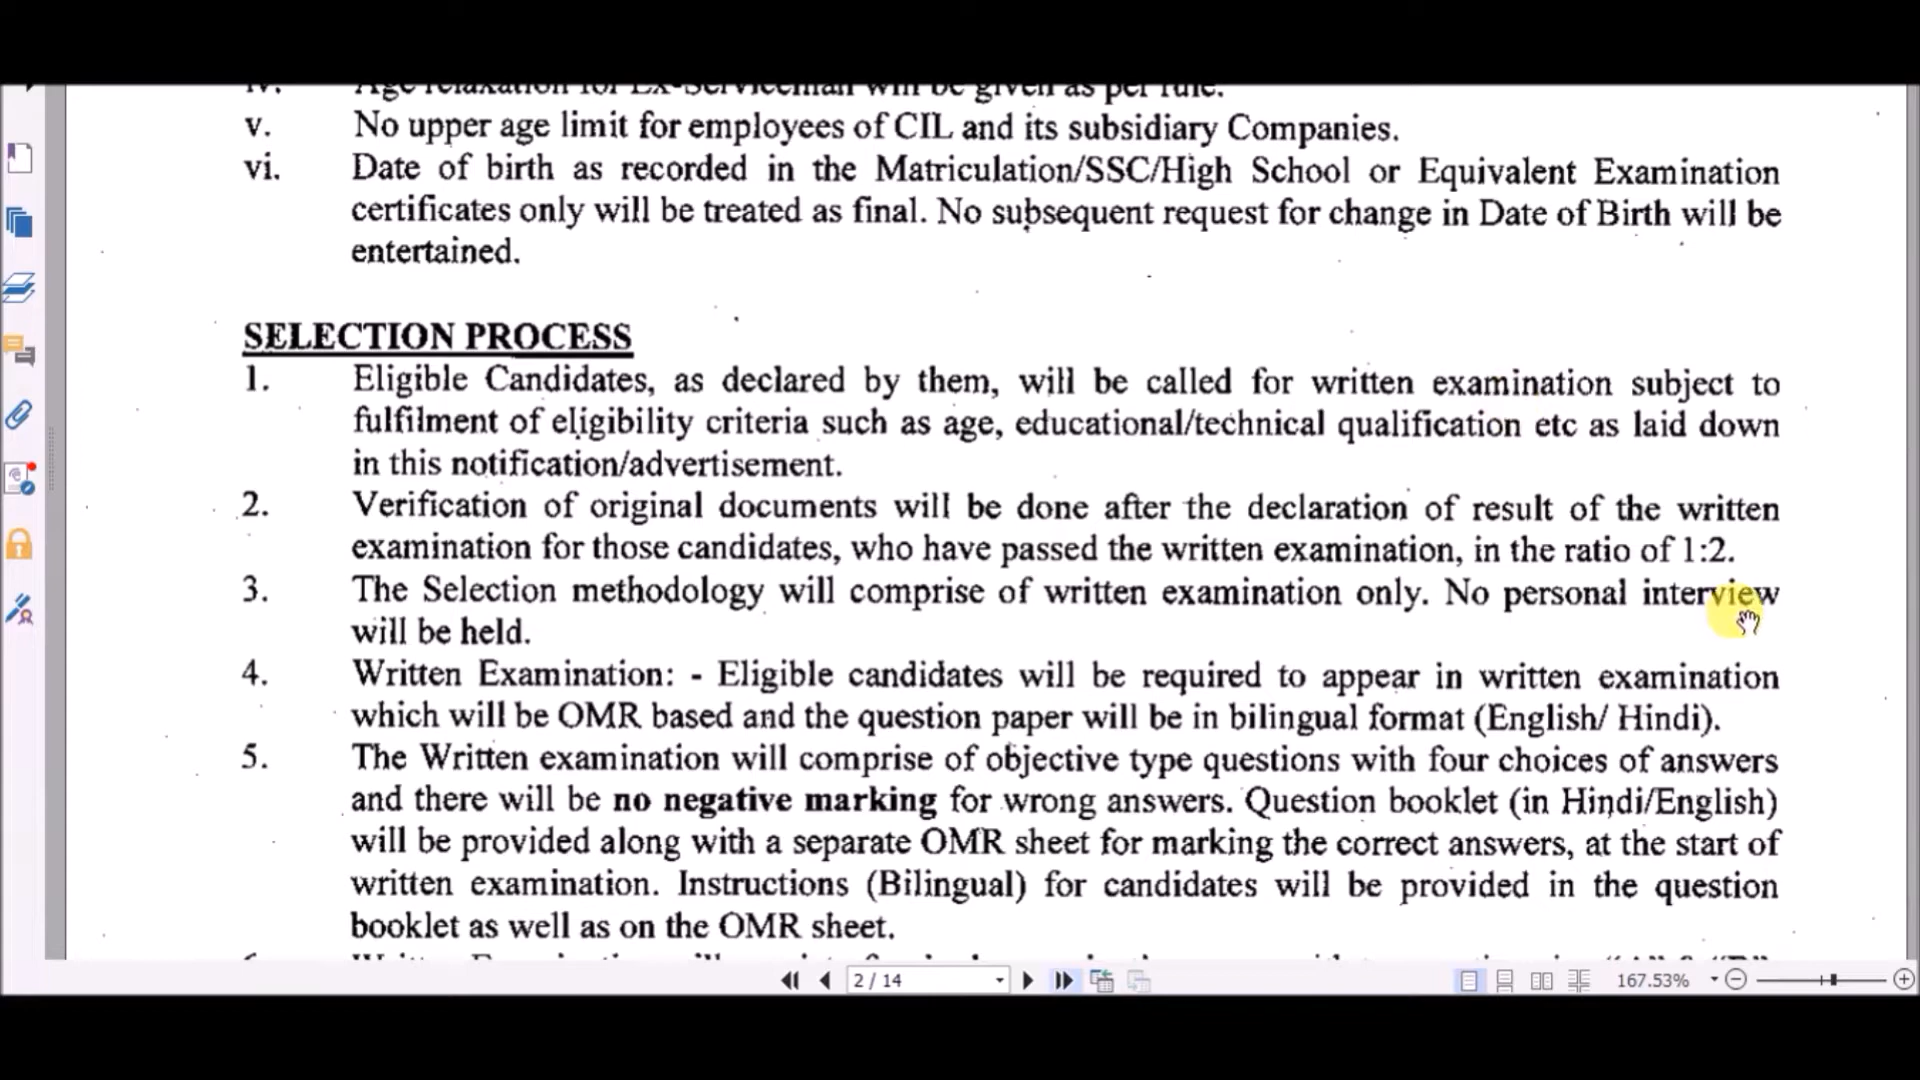 iv. Age relaxation for Ex-Serviceman will be given as per rule.
v. No upper age limit for employees of CIL and its subsidiary Companies.
vi. Date of birth as recorded in the Matriculation/SSC/High School or Equivalent Examination
certificates only will be treated as final. No subsequent request for change in Date of Birth will be
entertained.
SELECTION PROCESS
1. Eligible Candidates, as declared by them, will be called for written examination subject to
fulfilment of eligibility criteria such as age, educational/technical qualification etc as laid down
in this notification/advertisement.
2. Verification of original documents will be done after the declaration of result of the written
examination for those candidates, who have passed the written examination, in the ratio of 1:2.
3. The Selection methodology will comprise of written examination only. No personal interview
will be held.
4. Written Examination: - Eligible candidates will be required to appear in written examination
which will be OMR based and the question paper will be in bilingual format (English/ Hindi).
5. The Written examination will comprise of objective type questions with four choices of answers
and there will be no negative marking for wrong answers. Question booklet (in Hindi/English)
will be provided along with a separate OMR sheet for marking the correct answers, at the start of
written examination. Instructions (Bilingual) for candidates will be provided in the question
booklet as well as on the OMR sheet.
2 / 14
167.53%